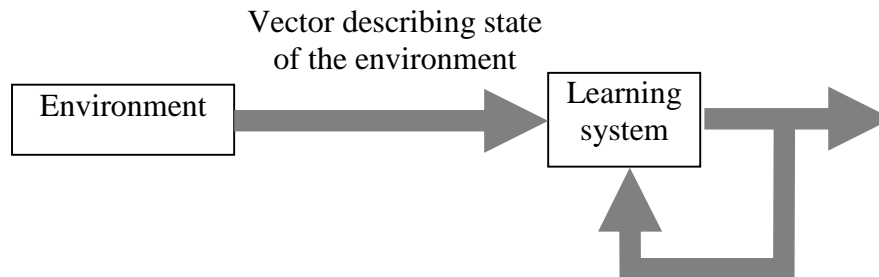 Vector describing state
of the environment
Environment
Learning
system